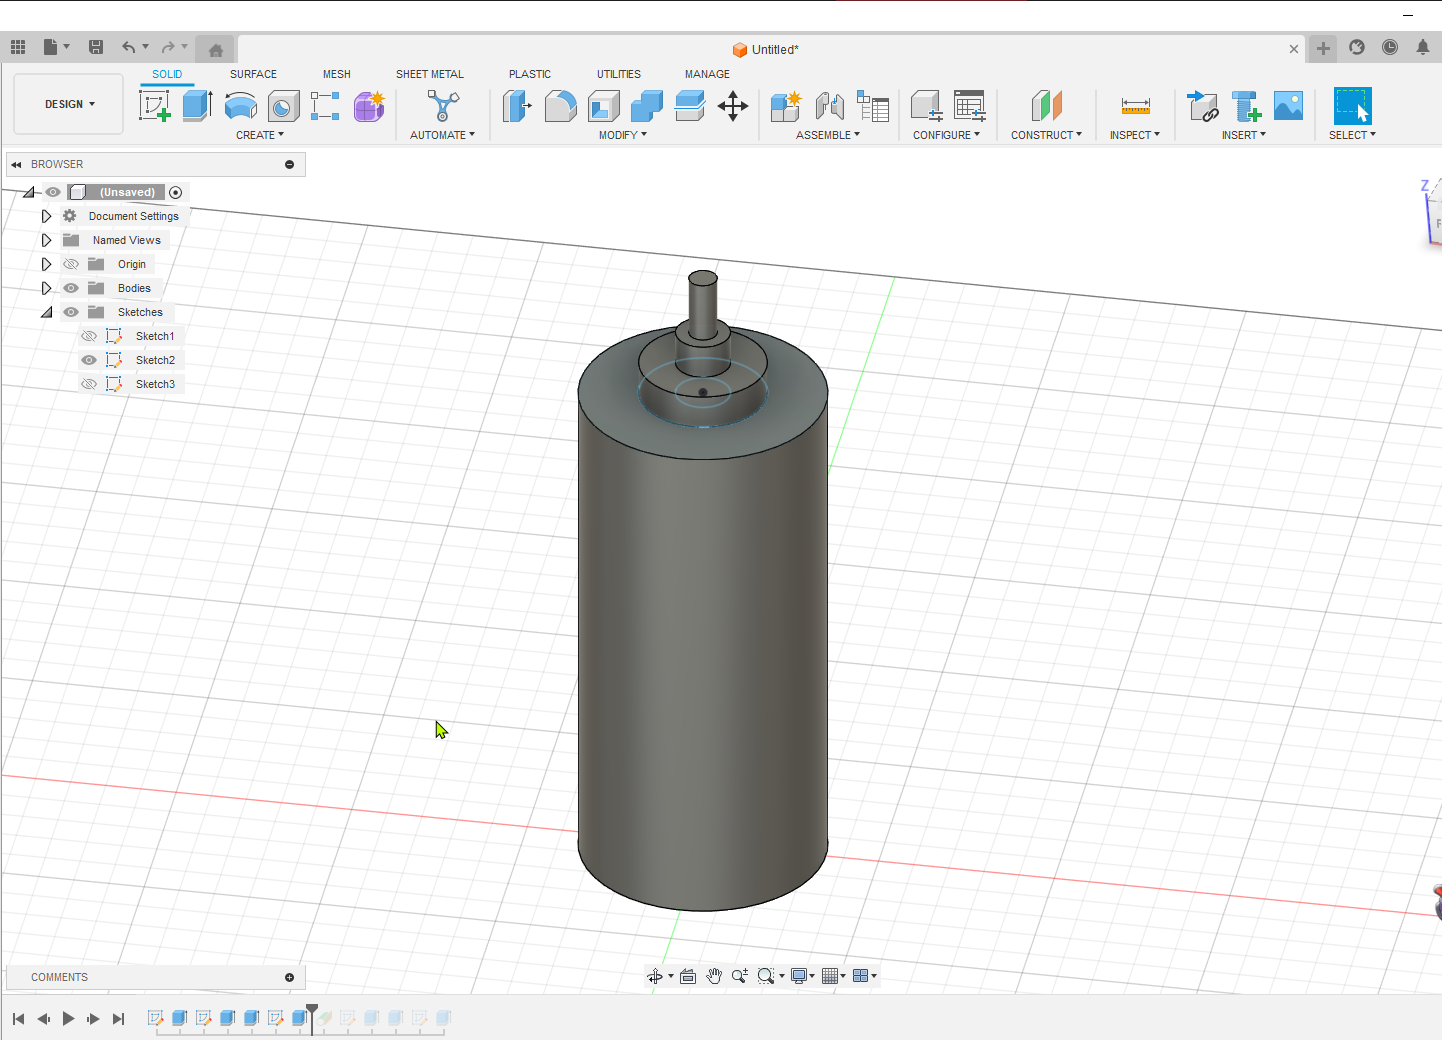 Untitled*
SOLID SURFACE MESH SHEET METAL PLASTIC UTILITIES MANAGE
DESIGN
CREATE AUTOMATE MODIFY ASSEMBLE CONFIGURE CONSTRUCT INSPECT INSERT SELECT
BROWSER
(Unsaved)
Z
Document Settings
Named Views
Origin
Bodies
Sketches
Sketch1
Sketch2
Sketch3
COMMENTS